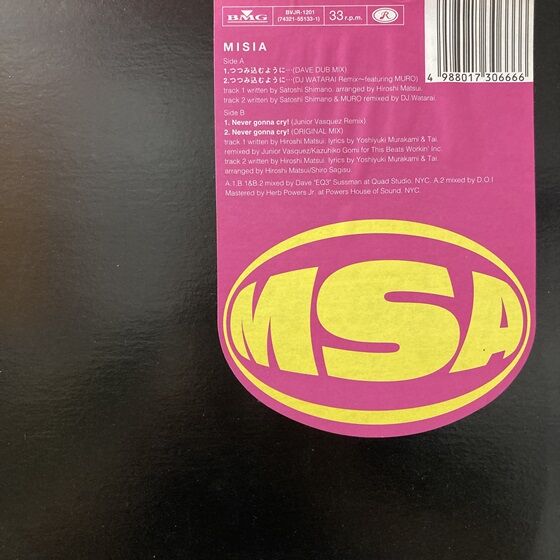 BMG
BVJR-1201
(74321-65133-1)
33 r.p.m.
R
MISIA
Side A
1.つつみ込むように…(DAVE DUB MIX)
2.つつみ込むように…(DJ WATARAI Remix〜featuring MURO)
track 1 written by Satoshi Shimano. arranged by Hiroshi Matsui.
track 2 written by Satoshi Shimano & MURO remixed by DJ Watarai.
Side B
1. Never gonna cry! (Junior Vasquez Remix)
2. Never gonna cry! (ORIGINAL MIX)
track 1 written by Hiroshi Matsui. lyrics by Yoshiyuki Murakami & Tai.
remixed by Junior Vasquez/Kazuhiko Gomi for This Beats Workin' Inc.
track 2 written by Hiroshi Matsui. lyrics by Yoshiyuki Murakami & Tai.
arranged by Hiroshi Matsui/Shiro Sagisu.
A.1,B.1&B.2 mixed by Dave "EQ3" Sussman at Quad Studio, NYC. A.2 mixed by D.O.I
Mastered by Herb Powers Jr. at Powers House of Sound. NYC.
4 988017 306666
MSA